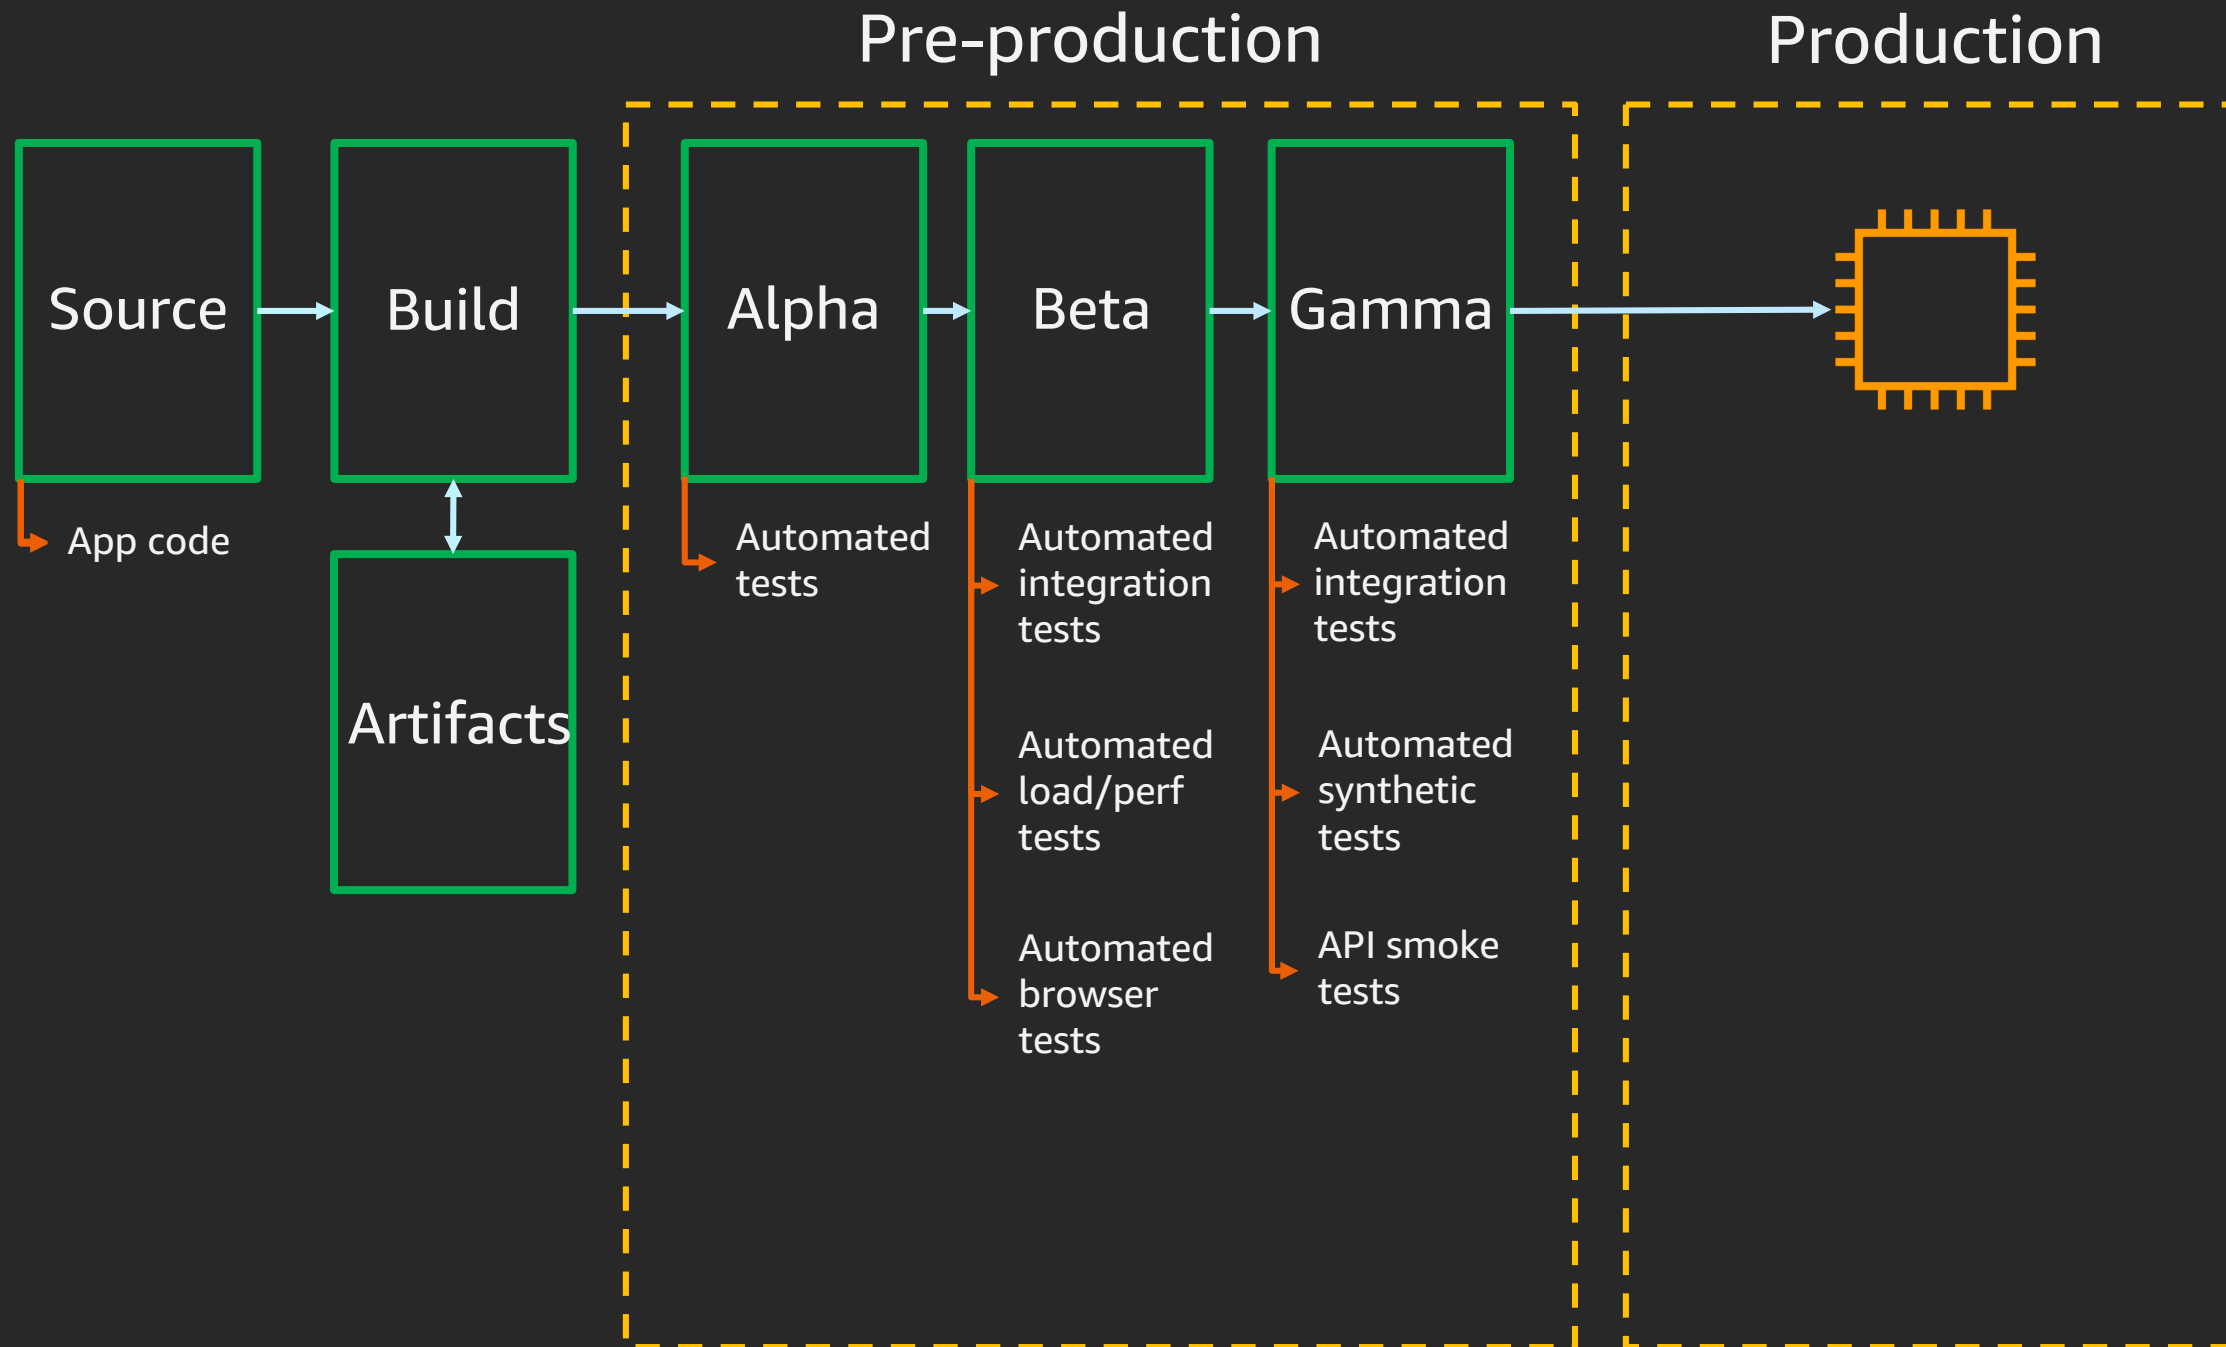 Pre-production
Production
Source
Build
Alpha
Beta
Gamma
App code
Artifacts
Automated
tests
Automated
integration
tests
Automated
load/perf
tests
Automated
browser
tests
Automated
integration
tests
Automated
synthetic
tests
API smoke
tests